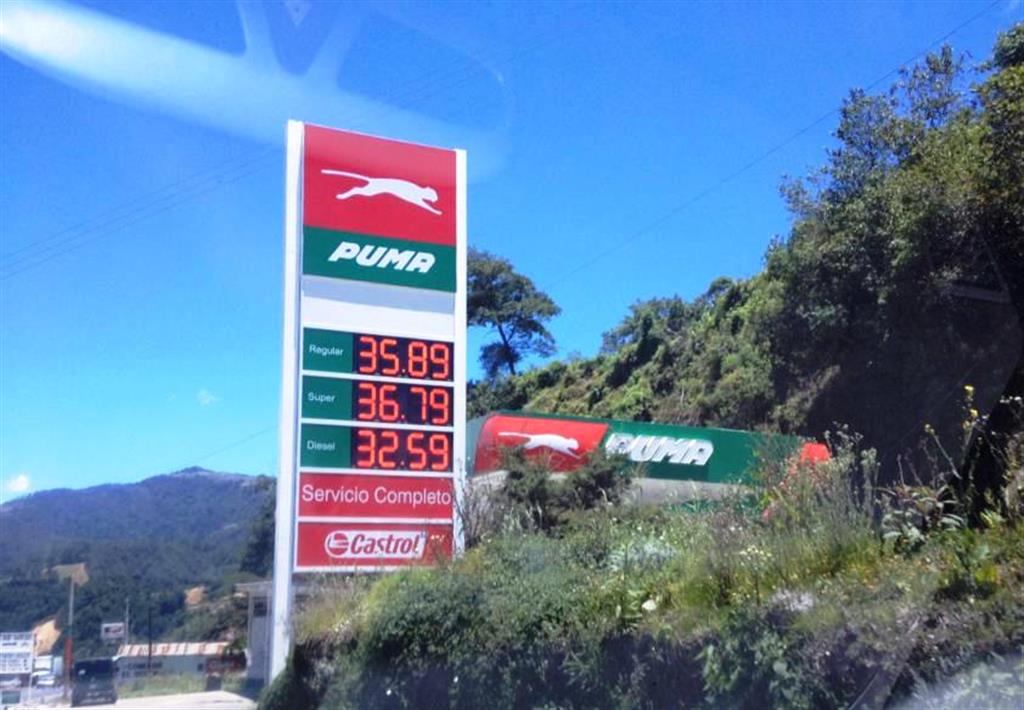 PUMA
Regular 35.89
Super 36.79
Diesel 32.59
Servicio Completo
Castrol
PUMA